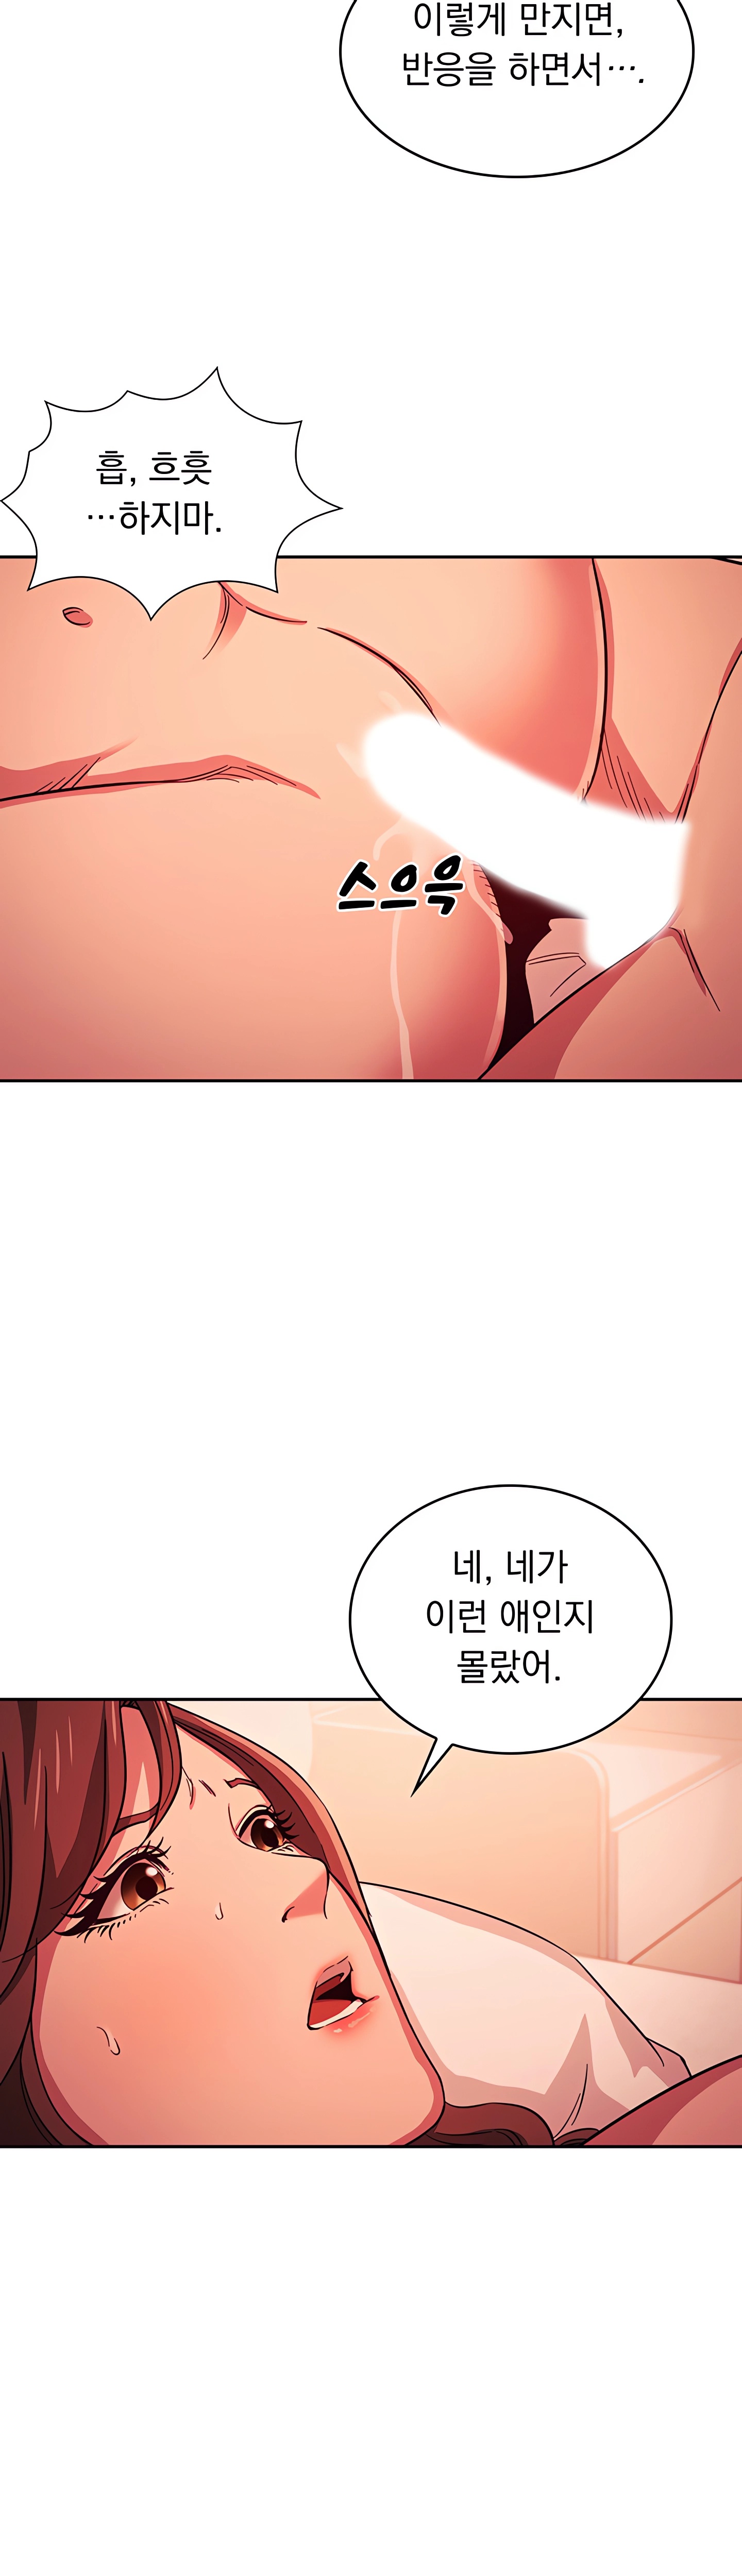 이렇게 만지면,
반응을 하면서….
흡, 흐흣
…하지마.
스으윽
네, 네가
이런 애인지
몰랐어.